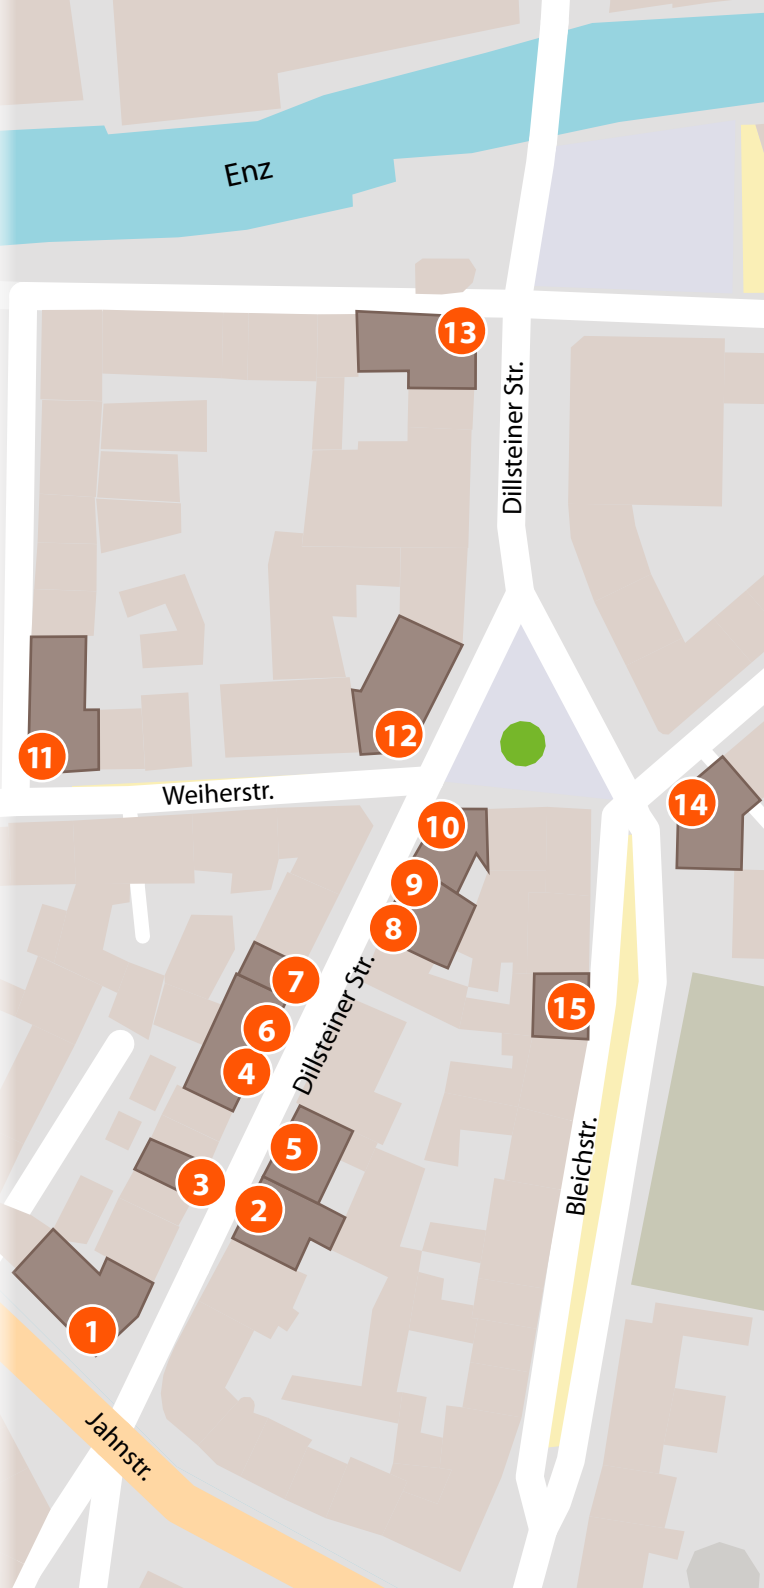 Enz
13
Dillsteiner Str.
12
11
Weiherstr.
14
10
9
8
7
Dillsteiner Str.
15
6
4
5
3
2
Bleichstr.
1
Jahnstr.